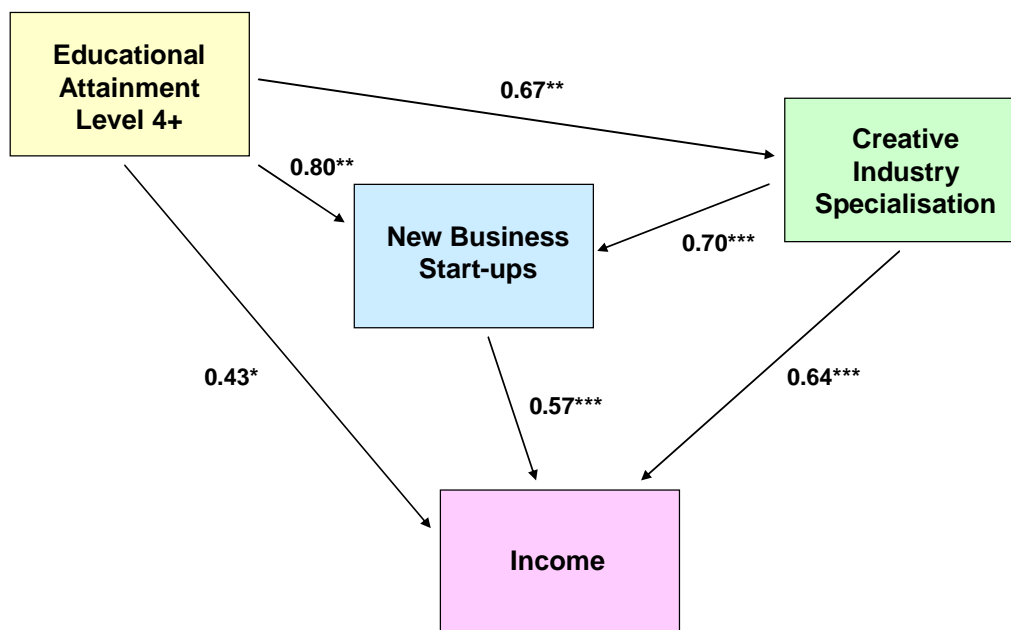 Educational
Attainment
Level 4+
0.67**
Creative
Industry
Specialisation
0.80**
New Business
Start-ups
0.70***
0.43*
0.57***
0.64***
Income